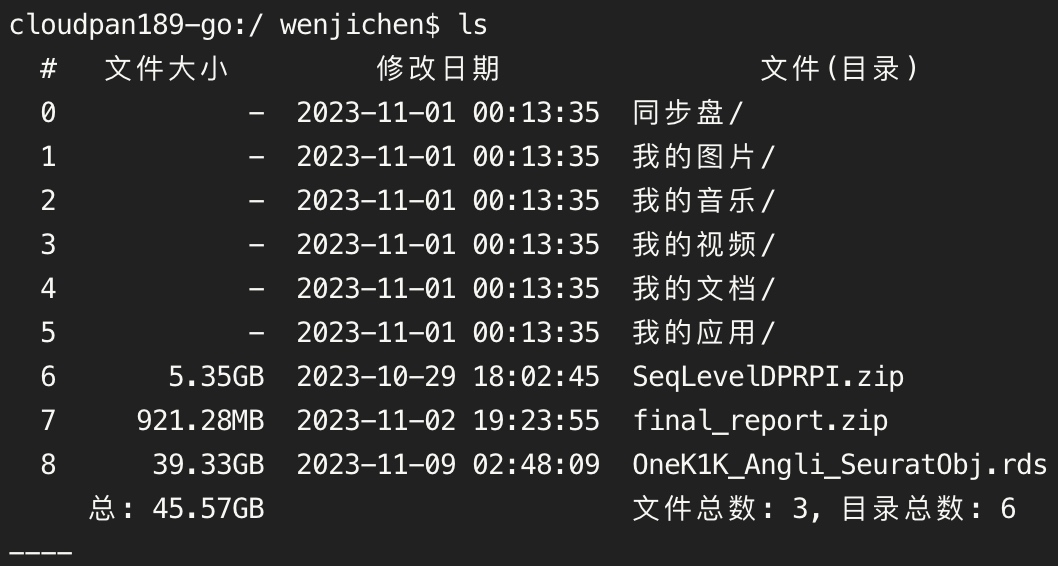 cloudpan189-go:/ wenjichen$ ls
# 文件大小 修改日期 文件(目录)
0 - 2023-11-01 00:13:35 同步盘/
1 - 2023-11-01 00:13:35 我的图片/
2 - 2023-11-01 00:13:35 我的音乐/
3 - 2023-11-01 00:13:35 我的视频/
4 - 2023-11-01 00:13:35 我的文档/
5 - 2023-11-01 00:13:35 我的应用/
6 5.35GB 2023-10-29 18:02:45 SeqLevelDPRPI.zip
7 921.28MB 2023-11-02 19:23:55 final_report.zip
8 39.33GB 2023-11-09 02:48:09 OneK1K_Angli_SeuratObj.rds
总: 45.57GB 文件总数: 3, 目录总数: 6
----